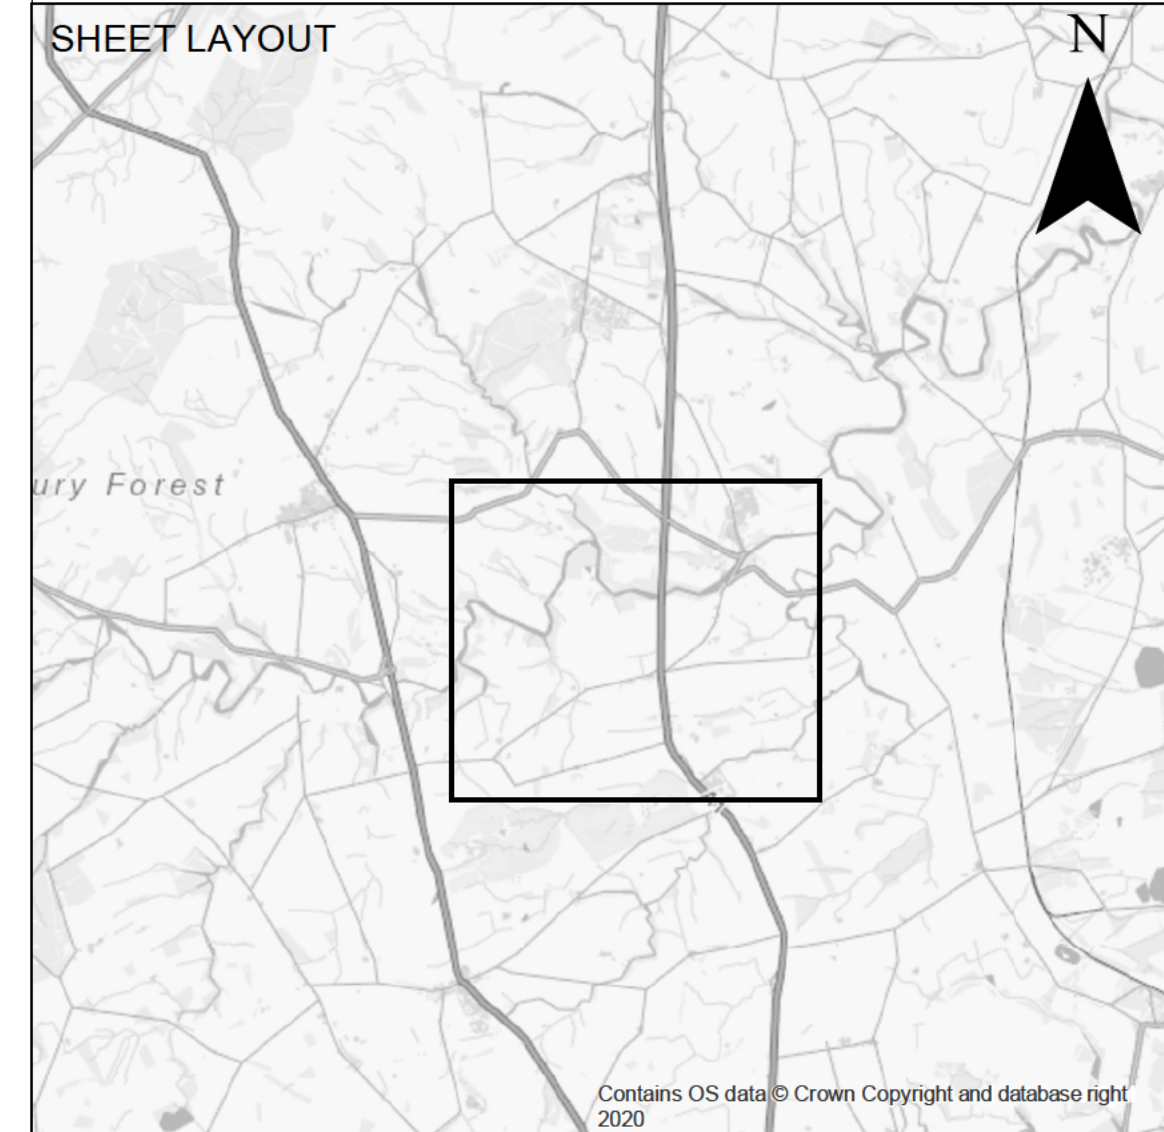 SHEET LAYOUT
N
ury Forest
Contains OS data © Crown Copyright and database right
2020